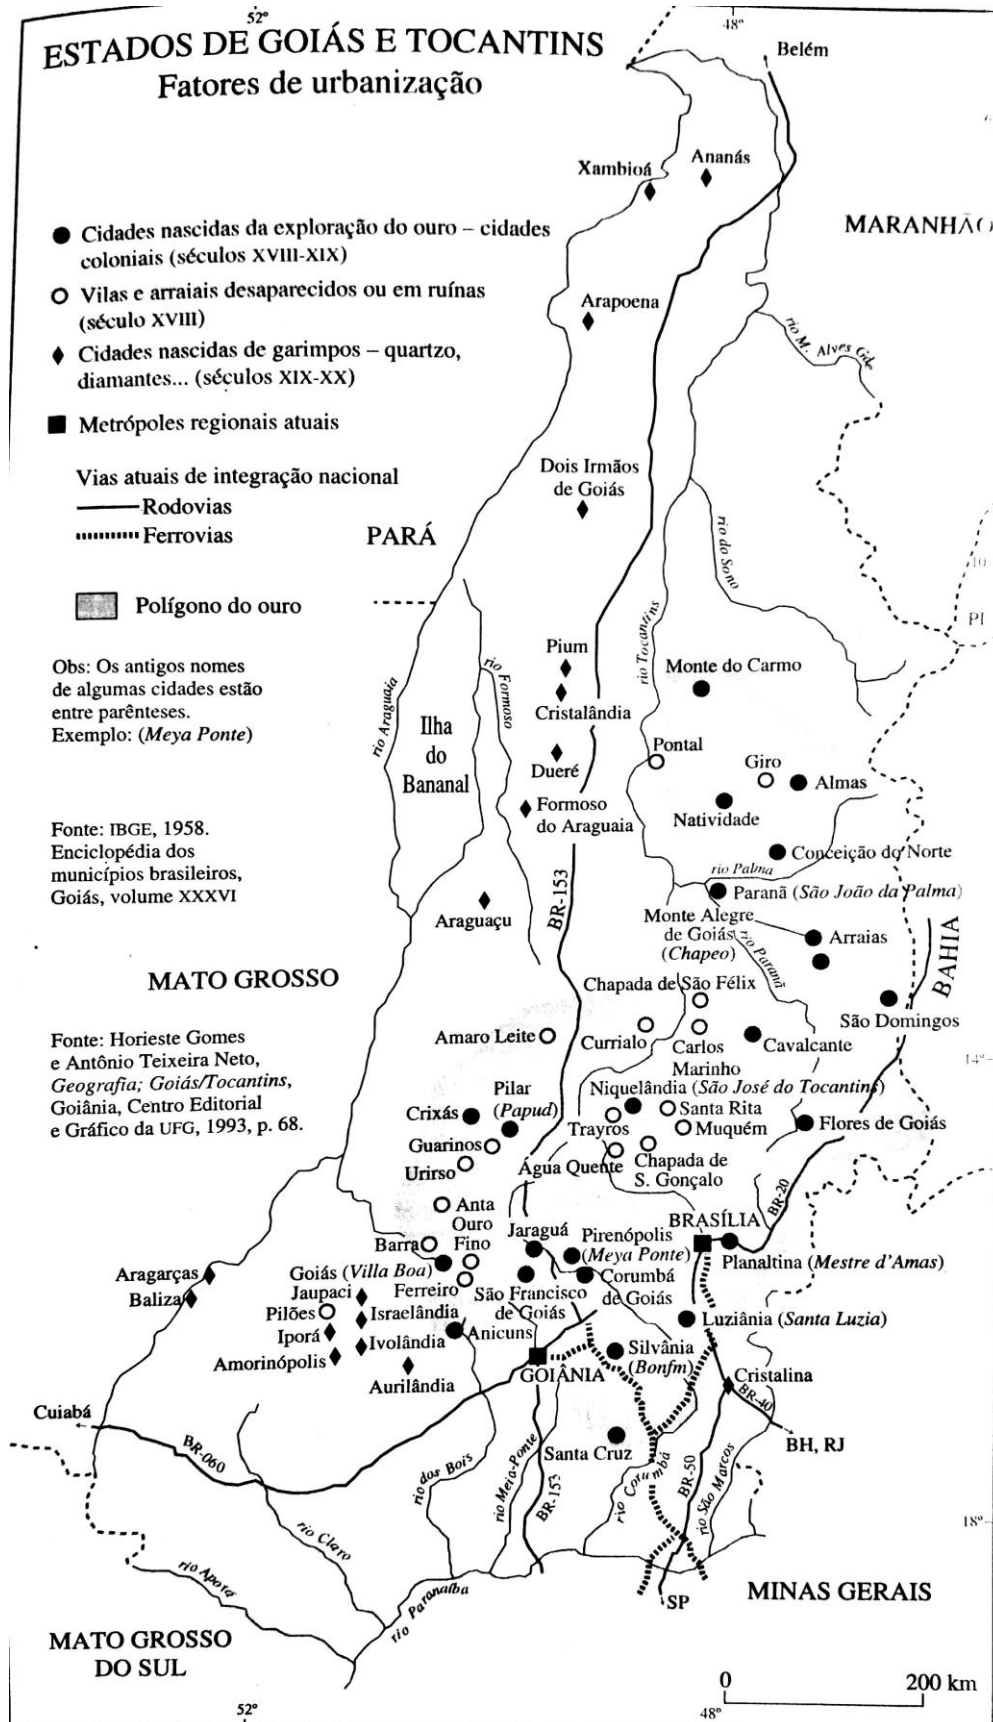 52°
48°
ESTADOS DE GOIÁS E TOCANTINS
Fatores de urbanização
Belém
Xambioá
Ananás
MARANHÃO
Cidades nascidas da exploração do ouro – cidades
coloniais (séculos XVIII-XIX)
Vilas e arraiais desaparecidos ou em ruínas
(século XVIII)
Cidades nascidas de garimpos – quartzo,
diamantes... (séculos XIX-XX)
Metrópoles regionais atuais
Vias atuais de integração nacional
Rodovias
Ferrovias
Polígono do ouro
Arapoena
rio M. Alves Gde
Dois Irmãos
de Goiás
PARÁ
rio do Sono
10
PI
rio Tocantins
Obs: Os antigos nomes
de algumas cidades estão
entre parênteses.
Exemplo: (Meya Ponte)
Pium
Cristalândia
Monte do Carmo
rio Araguaia
rio Formoso
Ilha
do
Bananal
Pontal
Giro
Almas
Dueré
Natividade
Formoso
do Araguaia
Fonte: IBGE, 1958.
Enciclopédia dos
municípios brasileiros,
Goiás, volume XXXVI
Conceição do Norte
rio Palma
Paranã (São João da Palma)
BR-153
Araguaçu
Monte Alegre
de Goiás
(Chapeo)
rio Paranã
Arraias
BAHIA
MATO GROSSO
Chapada de São Félix
São Domingos
Amaro Leite
Currialo
Carlos
Marinho
Cavalcante
14°
Fonte: Horieste Gomes
e Antônio Teixeira Neto,
Geografia; Goiás/Tocantins,
Goiânia, Centro Editorial
e Gráfico da UFG, 1993, p. 68.
Pilar
(Papud)
Niquelândia (São José do Tocantins)
Crixás
Santa Rita
Trayros
Muquém
Flores de Goiás
Guarinos
Urirso
Água Quente
Chapada de
S. Gonçalo
BR-20
Anta
Ouro
Fino
Barra
Jaraguá
Pirenópolis
(Meya Ponte)
BRASÍLIA
Planaltina (Mestre d'Amas)
Aragarças
Baliza
Goiás (Villa Boa)
Ferreiro
São Francisco
de Goiás
Corumbá
de Goiás
Jaupaci
Pilões
Israelândia
Luziânia (Santa Luzia)
Iporá
Ivolândia
Anicuns
Amorinópolis
Aurilândia
GOIÂNIA
Silvânia
(Bonfm)
Cristalina
BR-40
Cuiabá
BR-060
BH, RJ
Santa Cruz
rio dos Bois
rio Meia-Ponte
BR-153
rio Corumbá
BR-50
rio São Marcos
18°
rio Claro
rio Aporá
rio Paranaíba
SP
MINAS GERAIS
MATO GROSSO
DO SUL
0
200 km
52°
48°